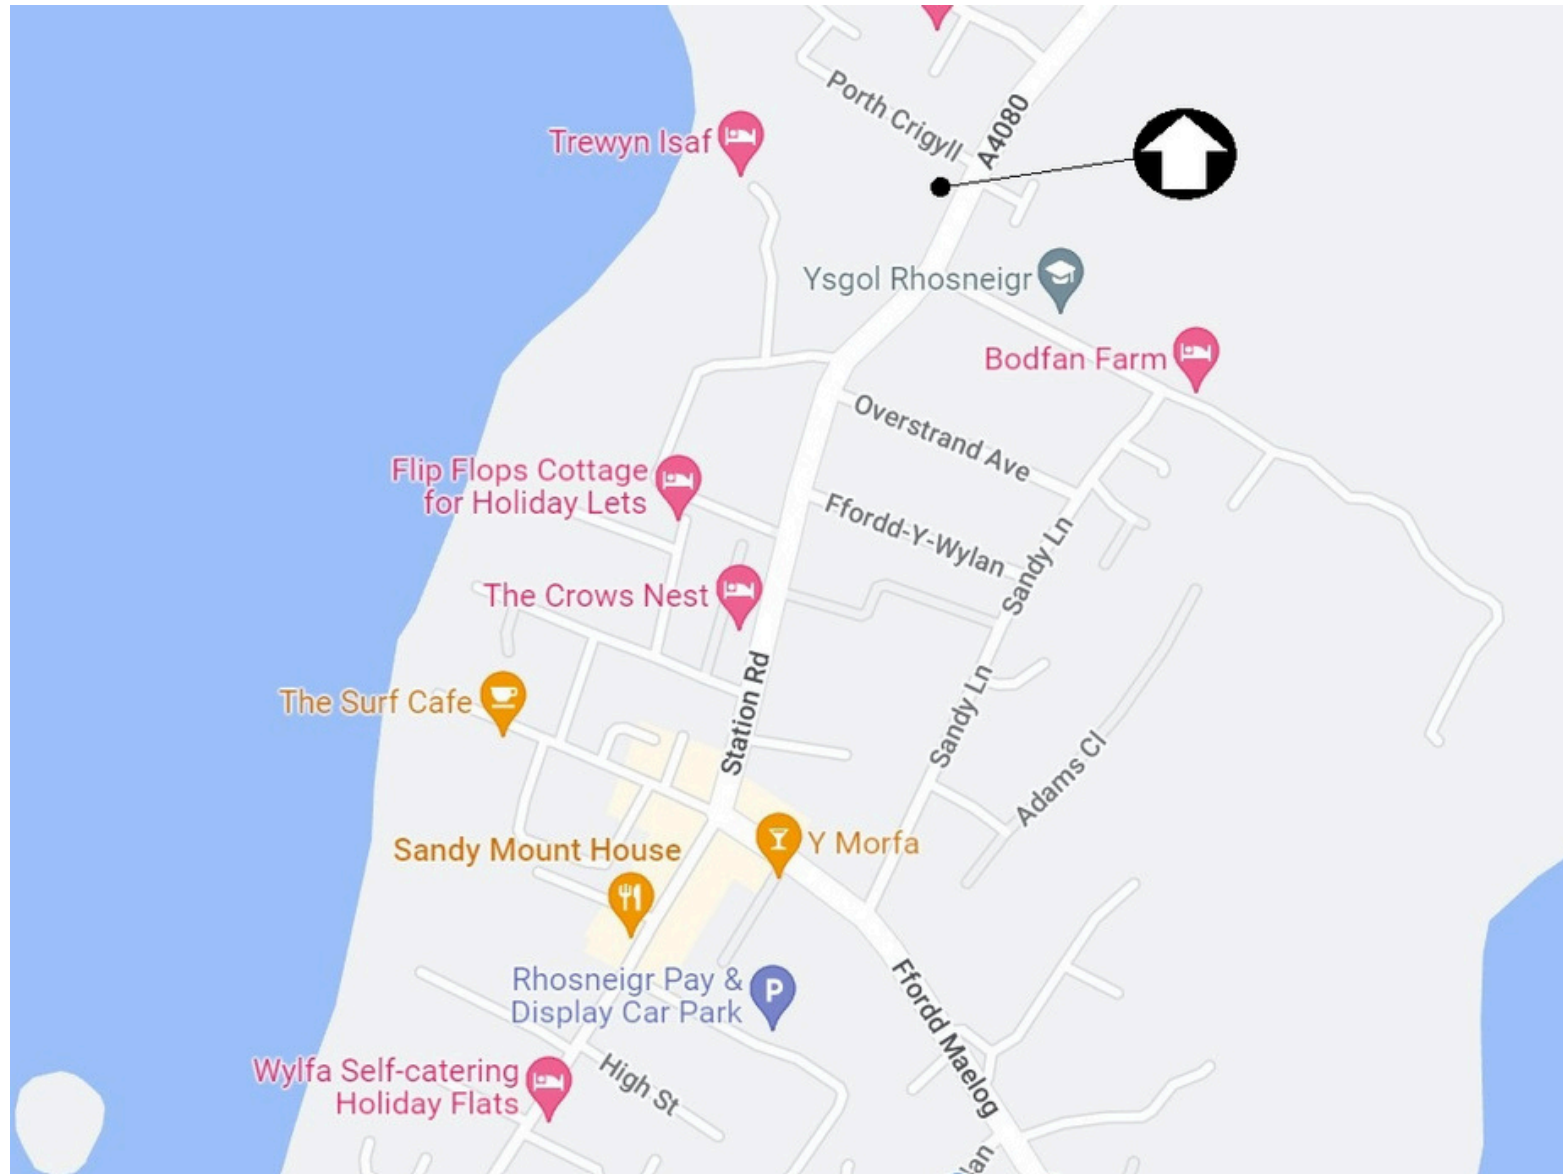 Porth Crigyll
A4080
Trewyn Isaf
Ysgol Rhosneigr
Bodfan Farm
Overstrand Ave
Flip Flops Cottage
for Holiday Lets
Ffordd-Y-Wylan
Sandy Ln
The Crows Nest
Station Rd
Sandy Ln
The Surf Cafe
Adams Cl
Sandy Mount House
Y Morfa
Rhosneigr Pay &
Display Car Park
P
Ffordd Maelog
High St
Wylfa Self-catering
Holiday Flats